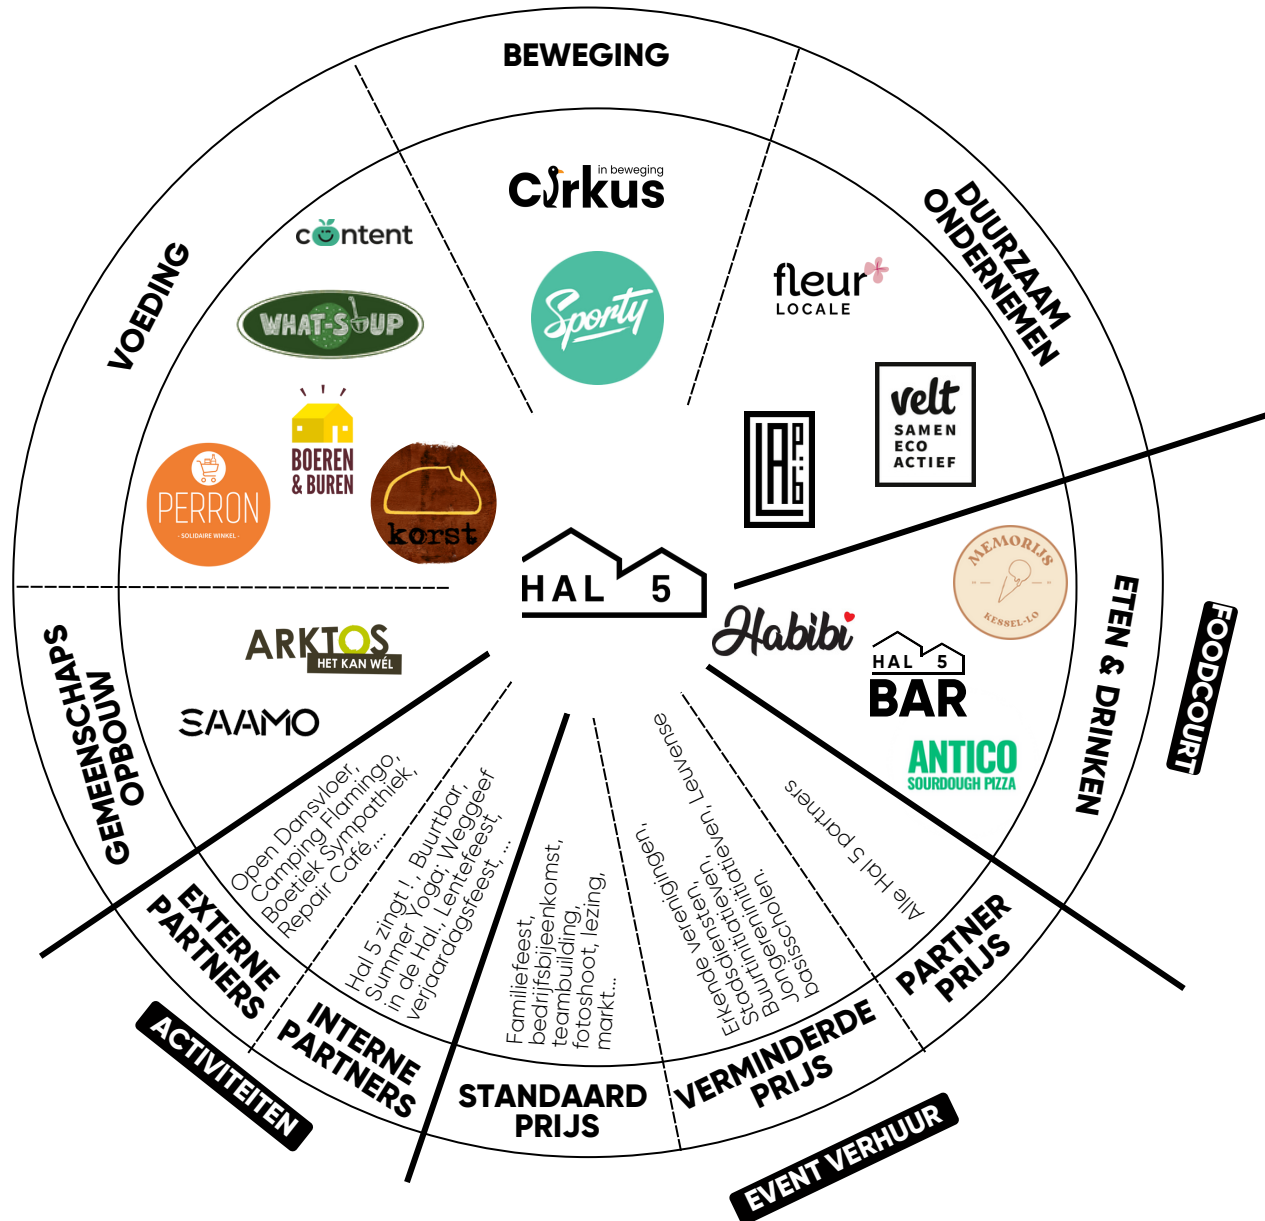 BEWEGING
in beweging
Cirkus
Sporty
DUURZAAM
ONDERNEMEN
fleur
LOCALE
velt
SAMEN
ECO
ACTIEF
LAP.b
VOEDING
content
WHAT-SOUP
BOEREN
& BUREN
PERRON
- SOLIDAIRE WINKEL -
korst
HAL 5
ETEN & DRINKEN
FOODCOURT
MEMORIJS
KESSEL-LO
Habibi
HAL 5
BAR
ANTICO
SOURDOUGH PIZZA
GEMEENSCHAPS
OPBOUW
ARKTOS
HET KAN WÉL
SAAMO
EXTERNE
PARTNERS
Open Dansvloer,
Camping Flamingo,
Boetiek Sympathiek,
Repair Café,...
INTERNE
PARTNERS
Hal 5 zingt ! , Buurtbar,
Summer Yoga; Weggeef
in de Hal., Lentefeest,
verjaardagsfeest, ...
ACTIVITEITEN
STANDAARD
PRIJS
Familiefeest,
bedrijfsbijeenkomst,
teambuilding,
fotoshoot, lezing,
markt...
VERMINDERDE
PRIJS
Erkende verenigingen,
Stadsdiensten,
Buurtinitiatieven,
Jongereninitiatieven, Leuvense
basisscholen.
PARTNER
PRIJS
Alle Hal 5 partners
EVENT VERHUUR